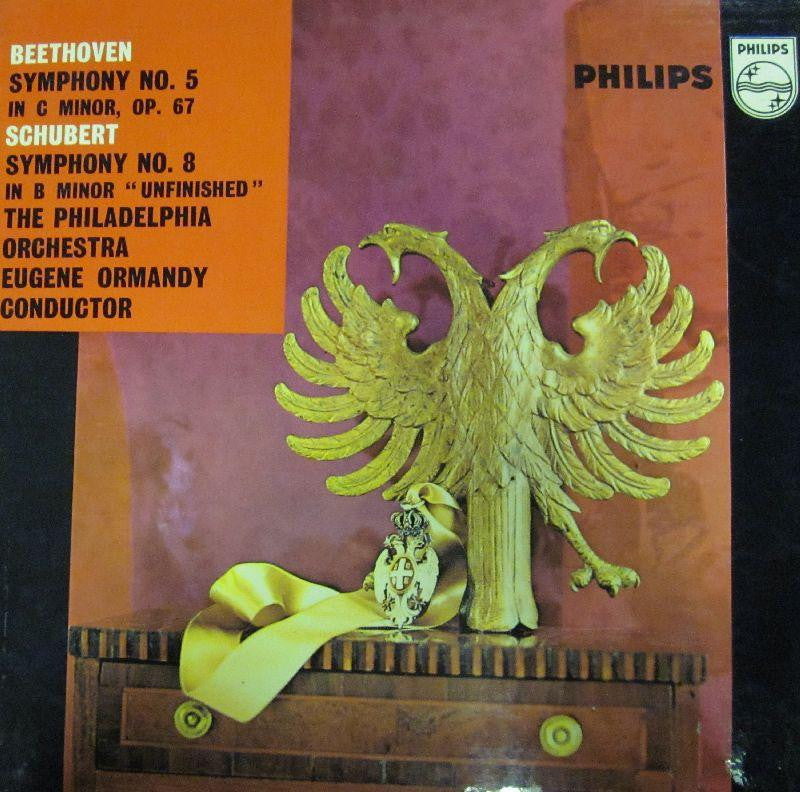 BEETHOVEN
SYMPHONY NO. 5
IN C MINOR, OP. 67
SCHUBERT
SYMPHONY NO. 8
IN B MINOR "UNFINISHED"
THE PHILADELPHIA
ORCHESTRA
EUGENE ORMANDY
CONDUCTOR
PHILIPS
PHILIPS